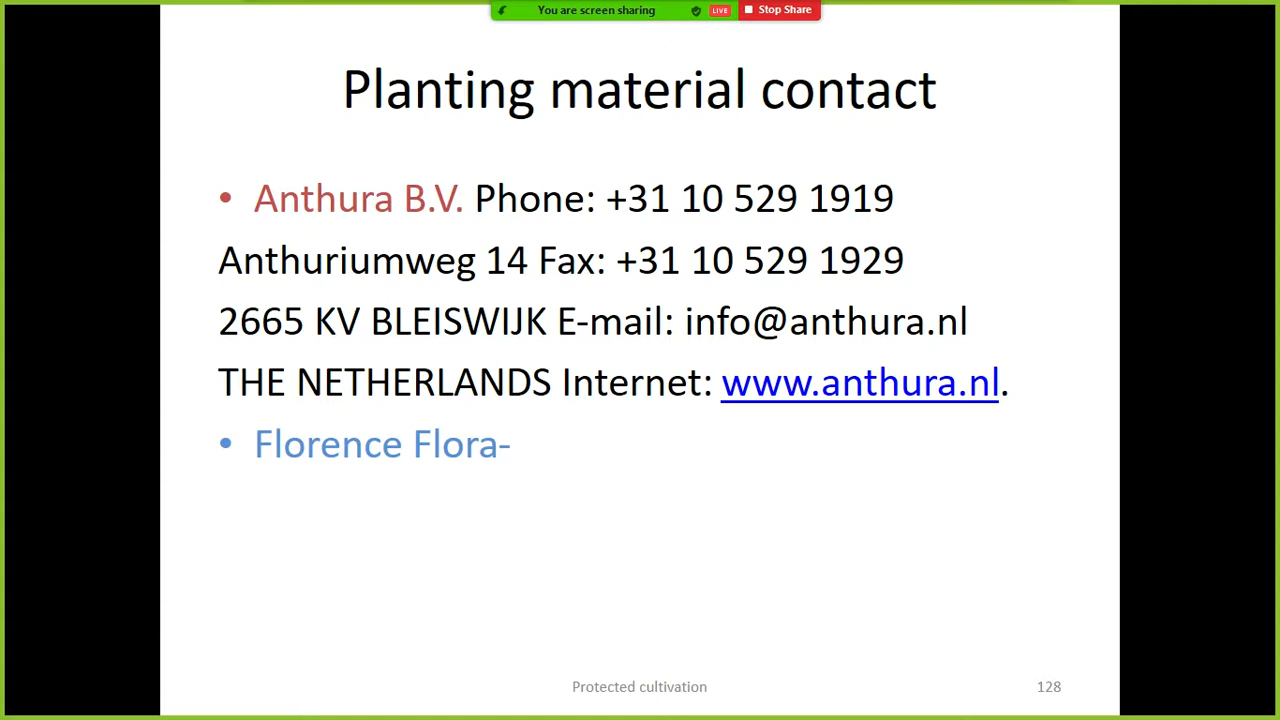 You are screen sharing LIVE Stop Share
Planting material contact
• Anthura B.V. Phone: +31 10 529 1919
Anthuriumweg 14 Fax: +31 10 529 1929
2665 KV BLEISWIJK E-mail: info@anthura.nl
THE NETHERLANDS Internet: www.anthura.nl.
• Florence Flora-
Protected cultivation 128